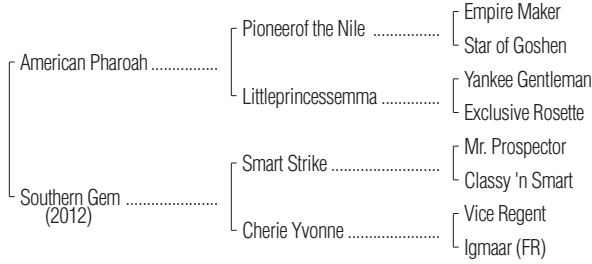 Empire Maker
Pioneerof the Nile ................
Star of Goshen
American Pharoah ................
Yankee Gentleman
Littleprincessemma ..............
Exclusive Rosette
Mr. Prospector
Smart Strike ..........................
Classy 'n Smart
Southern Gem ......................
(2012)
Vice Regent
Cherie Yvonne ......................
Igmaar (FR)